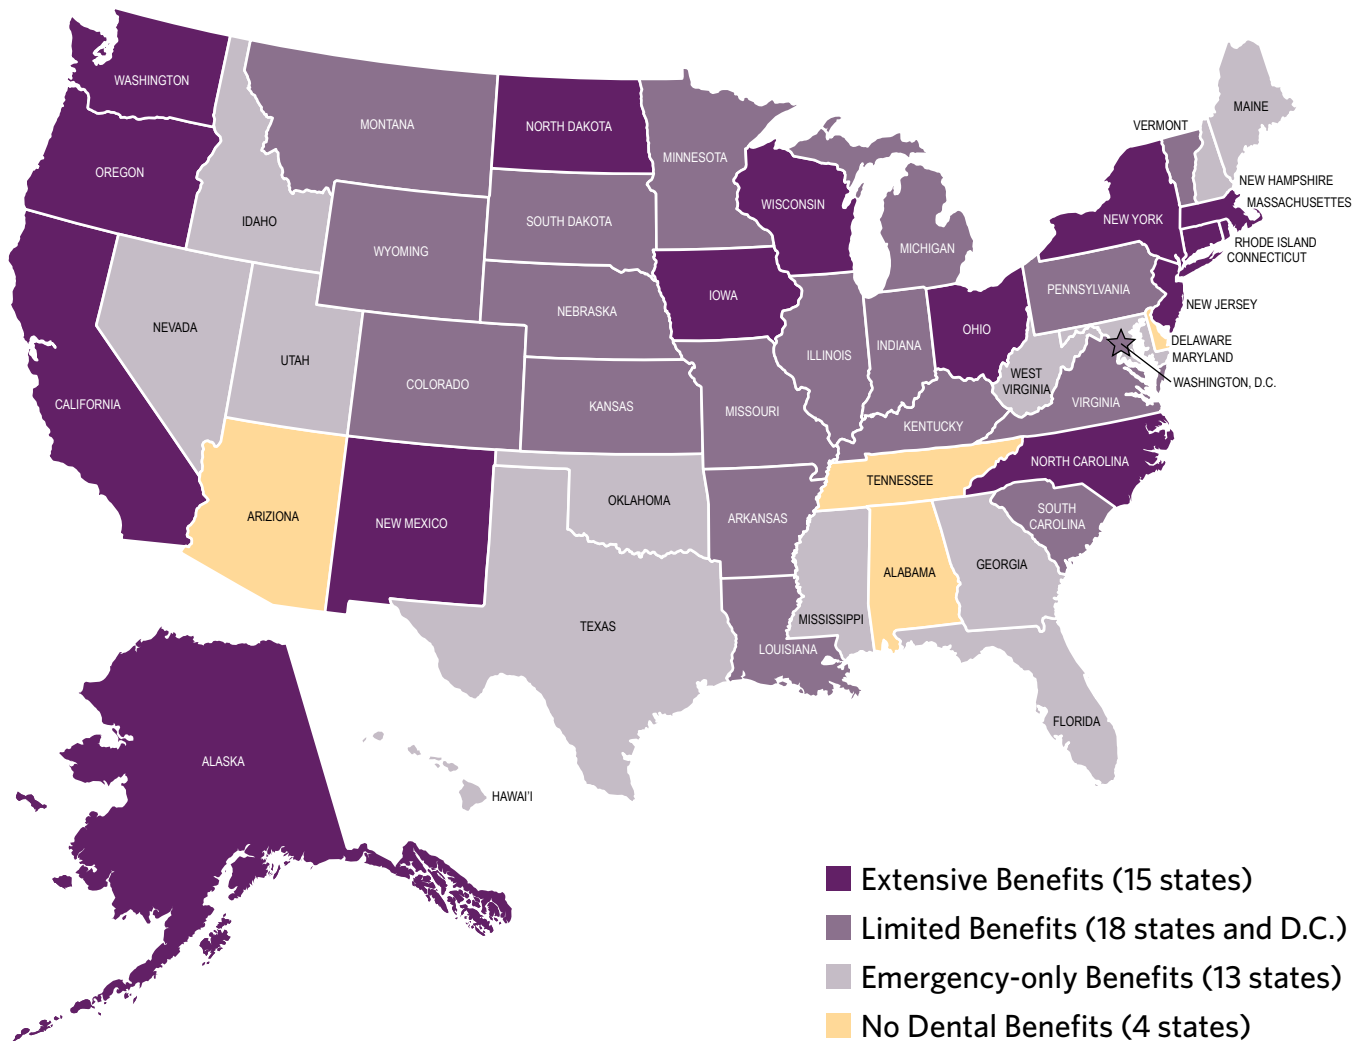 WASHINGTON
OREGON
CALIFORNIA
IDAHO
NEVADA
UTAH
ARIZIONA
MONTANA
WYOMING
COLORADO
NEW MEXICO
NORTH DAKOTA
SOUTH DAKOTA
NEBRASKA
KANSAS
OKLAHOMA
TEXAS
MINNESOTA
IOWA
MISSOURI
ARKANSAS
LOUISIANA
WISCONSIN
ILLINOIS
MICHIGAN
INDIANA
OHIO
KENTUCKY
TENNESSEE
MISSISSIPPI
ALABAMA
GEORGIA
FLORIDA
SOUTH
CAROLINA
NORTH CAROLINA
VIRGINIA
WEST
VIRGINIA
PENNSYLVANIA
NEW YORK
VERMONT
MAINE
NEW HAMPSHIRE
MASSACHUSETTES
RHODE ISLAND
CONNECTICUT
NEW JERSEY
DELAWARE
MARYLAND
WASHINGTON, D.C.
ALASKA
HAWAI'I
Extensive Benefits (15 states)
Limited Benefits (18 states and D.C.)
Emergency-only Benefits (13 states)
No Dental Benefits (4 states)